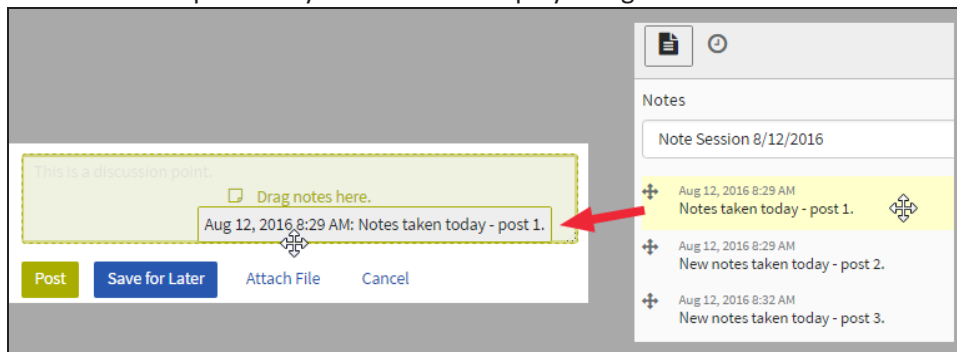 Notes
Note Session 8/12/2016
This is a discussion point.
Drag notes here.
Aug 12, 2016 8:29 AM: Notes taken today - post 1.
Post Save for Later Attach File Cancel
Aug 12, 2016 8:29 AM
Notes taken today - post 1.
Aug 12, 2016 8:29 AM
New notes taken today - post 2.
Aug 12, 2016 8:32 AM
New notes taken today - post 3.